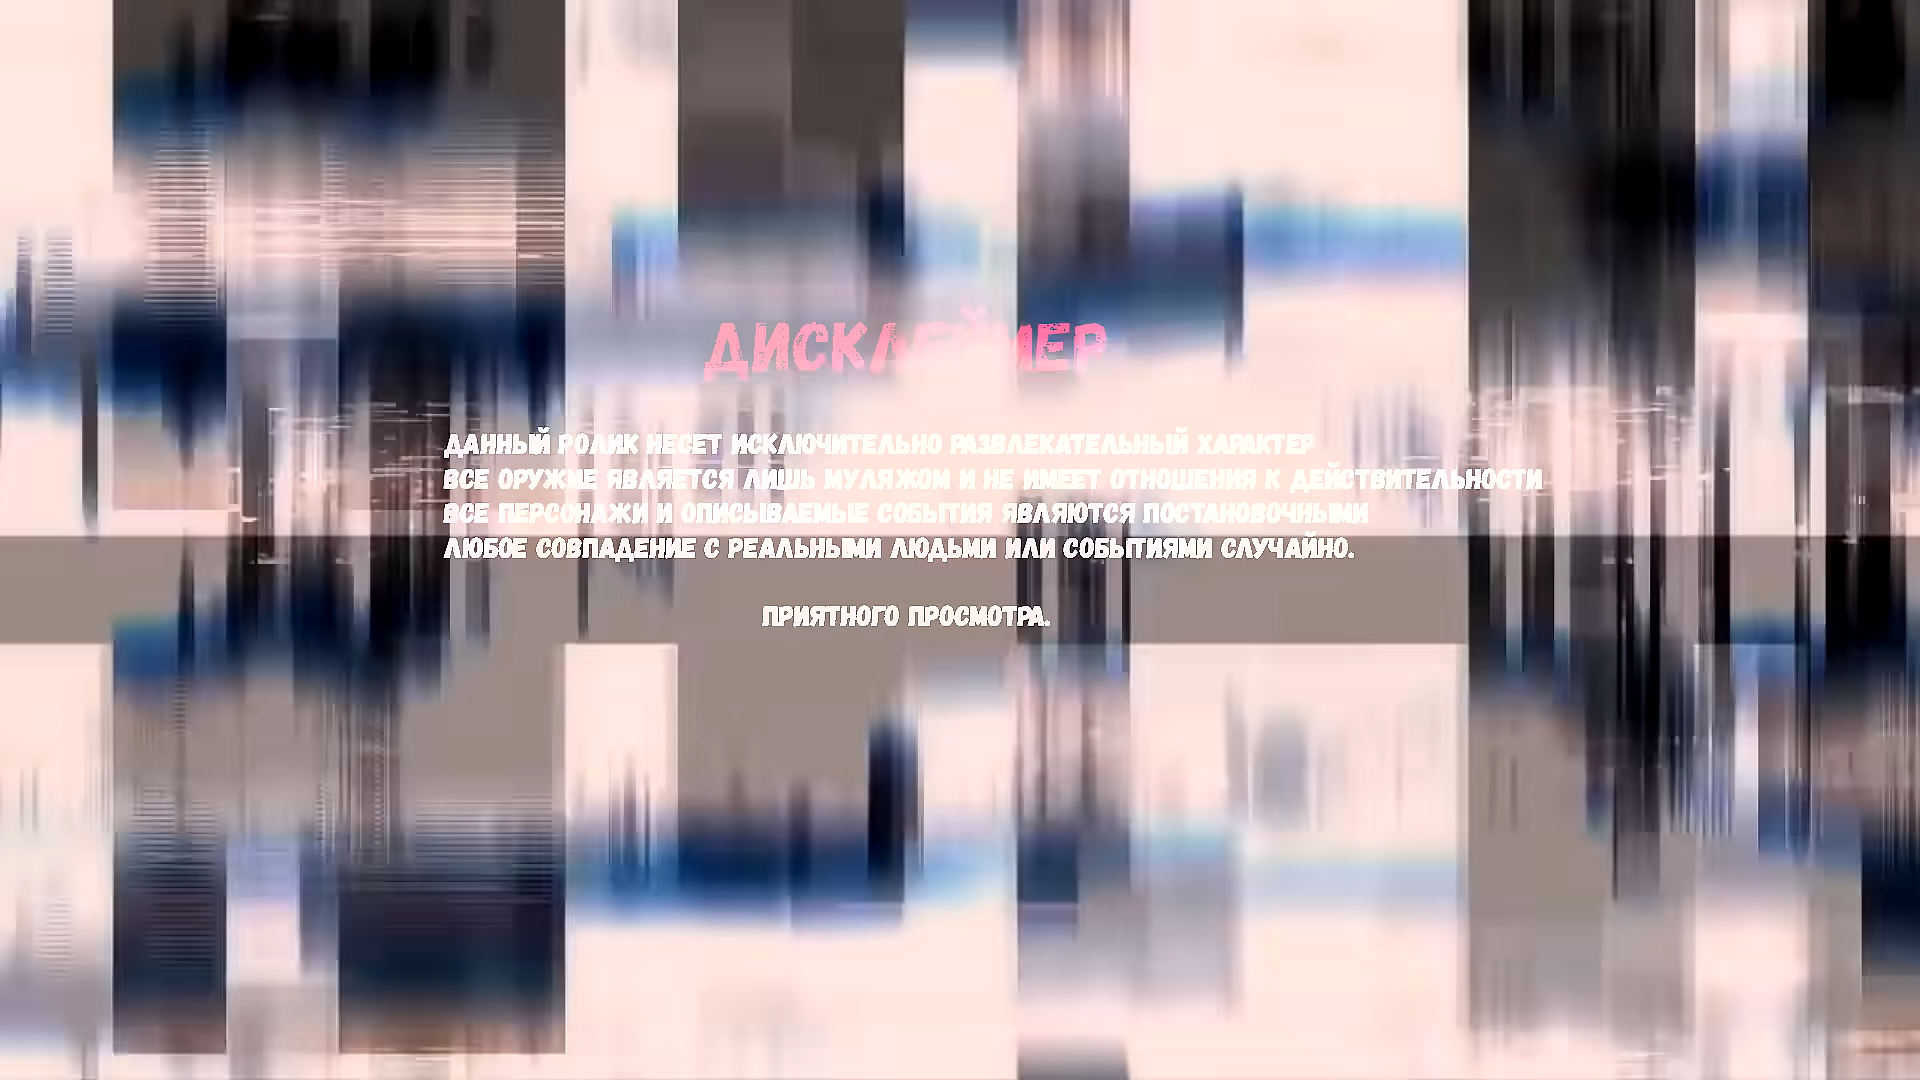 ДИСКЛЕЙМЕР
ДАННЫЙ РОЛИК НЕСЕТ ИСКЛЮЧИТЕЛЬНО РАЗВЛЕКАТЕЛЬНЫЙ ХАРАКТЕР
ВСЕ ОРУЖИЕ ЯВЛЯЕТСЯ ЛИШЬ МУЛЯЖОМ И НЕ ИМЕЕТ ОТНОШЕНИЯ К ДЕЙСТВИТЕЛЬНОСТИ
ВСЕ ПЕРСОНАЖИ И ОПИСЫВАЕМЫЕ СОБЫТИЯ ЯВЛЯЮТСЯ ПОСТАНОВОЧНЫМИ
ЛЮБОЕ СОВПАДЕНИЕ С РЕАЛЬНЫМИ ЛЮДЬМИ ИЛИ СОБЫТИЯМИ СЛУЧАЙНО.
ПРИЯТНОГО ПРОСМОТРА.